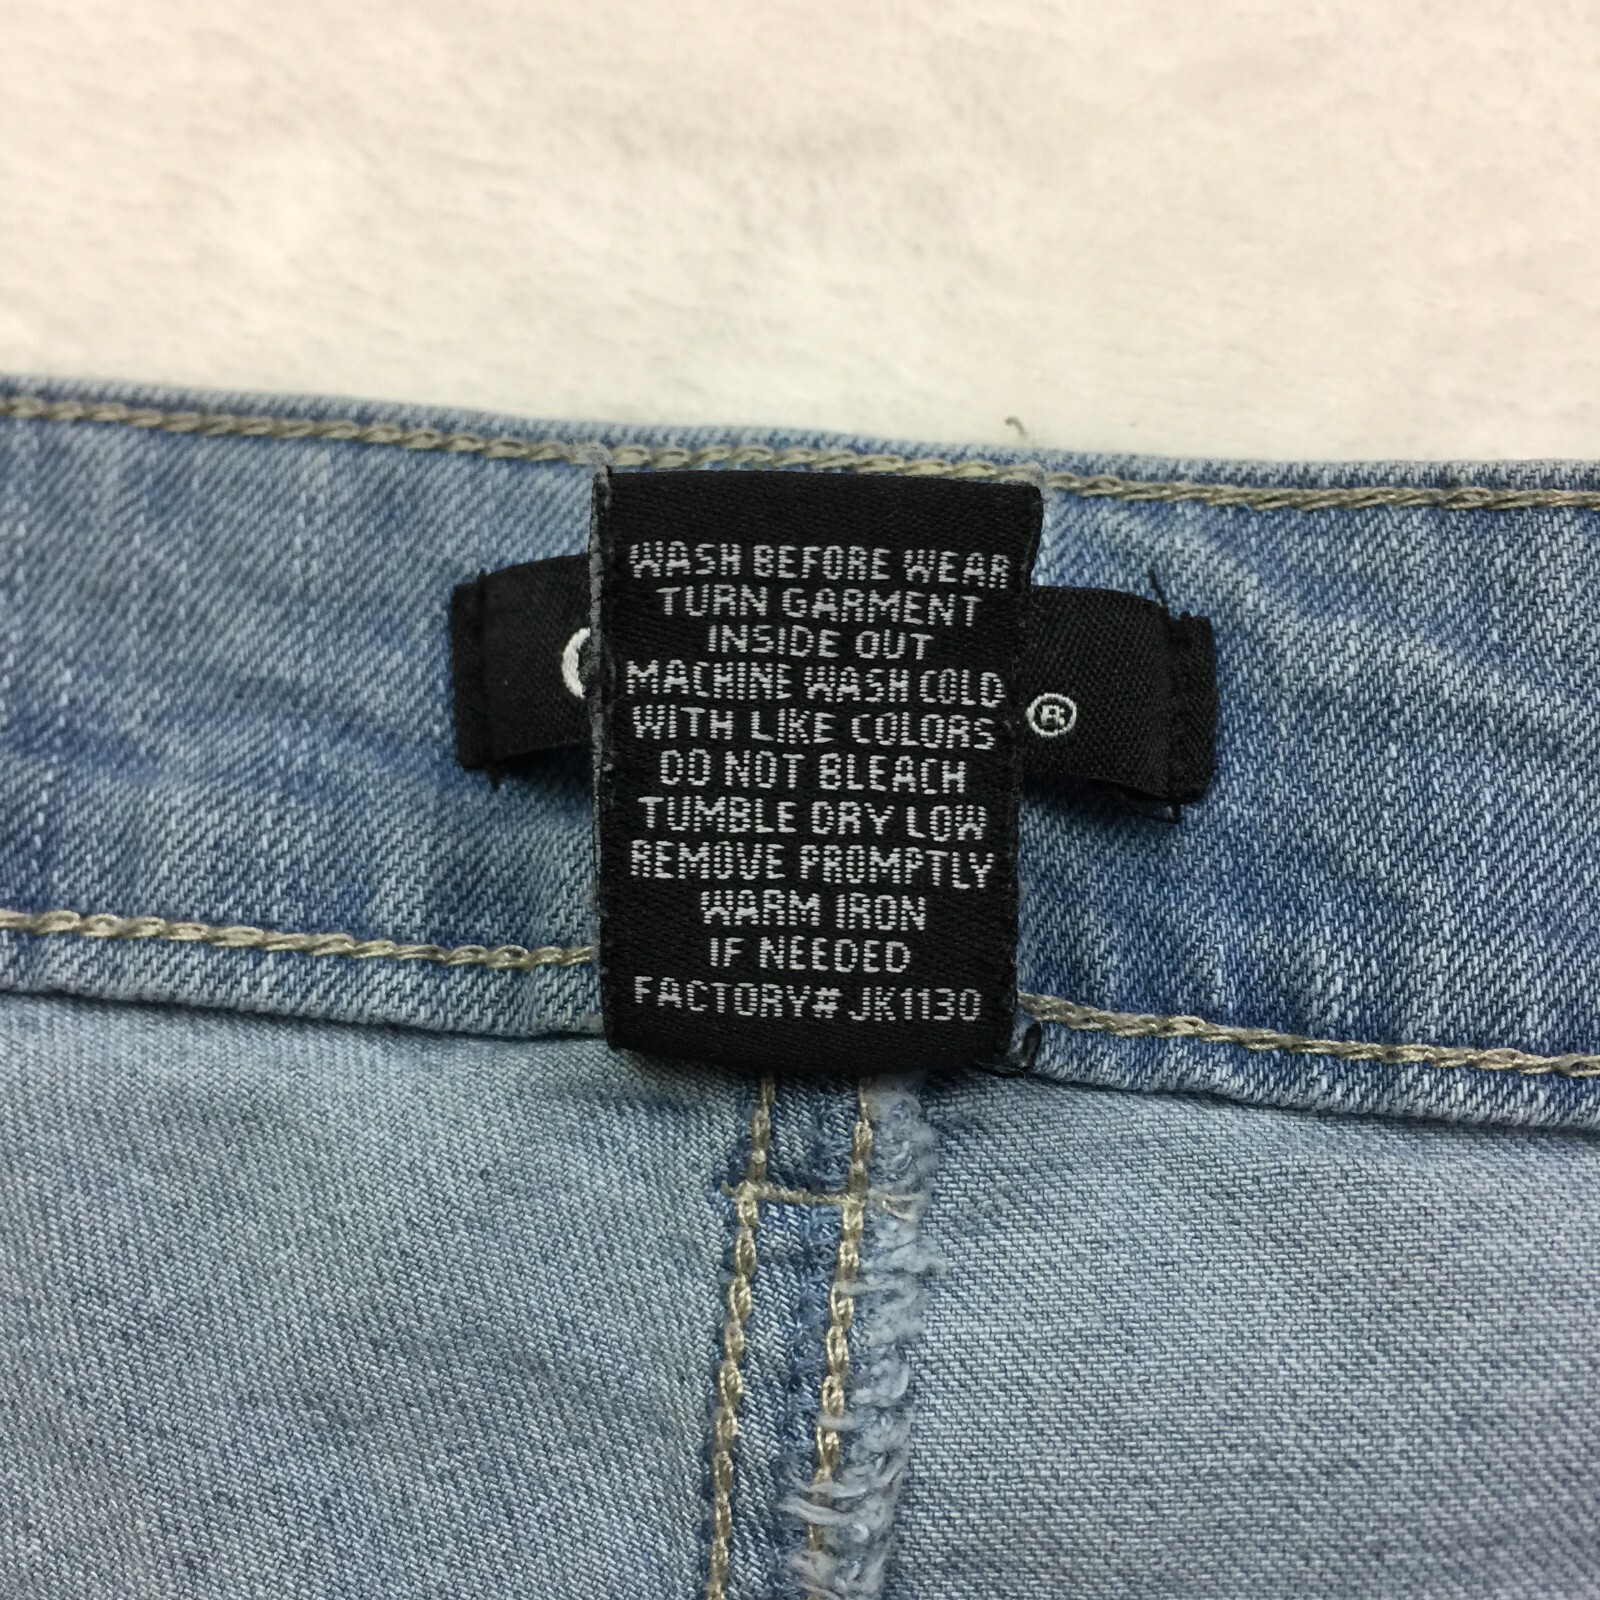 WASH BEFORE WEAR
TURN GARMENT
INSIDE OUT
MACHINE WASH COLD
WITH LIKE COLORS
DO NOT BLEACH
TUMBLE DRY LOW
REMOVE PROMPTLY
WARM IRON
IF NEEDED
FACTORY# JK1130
®